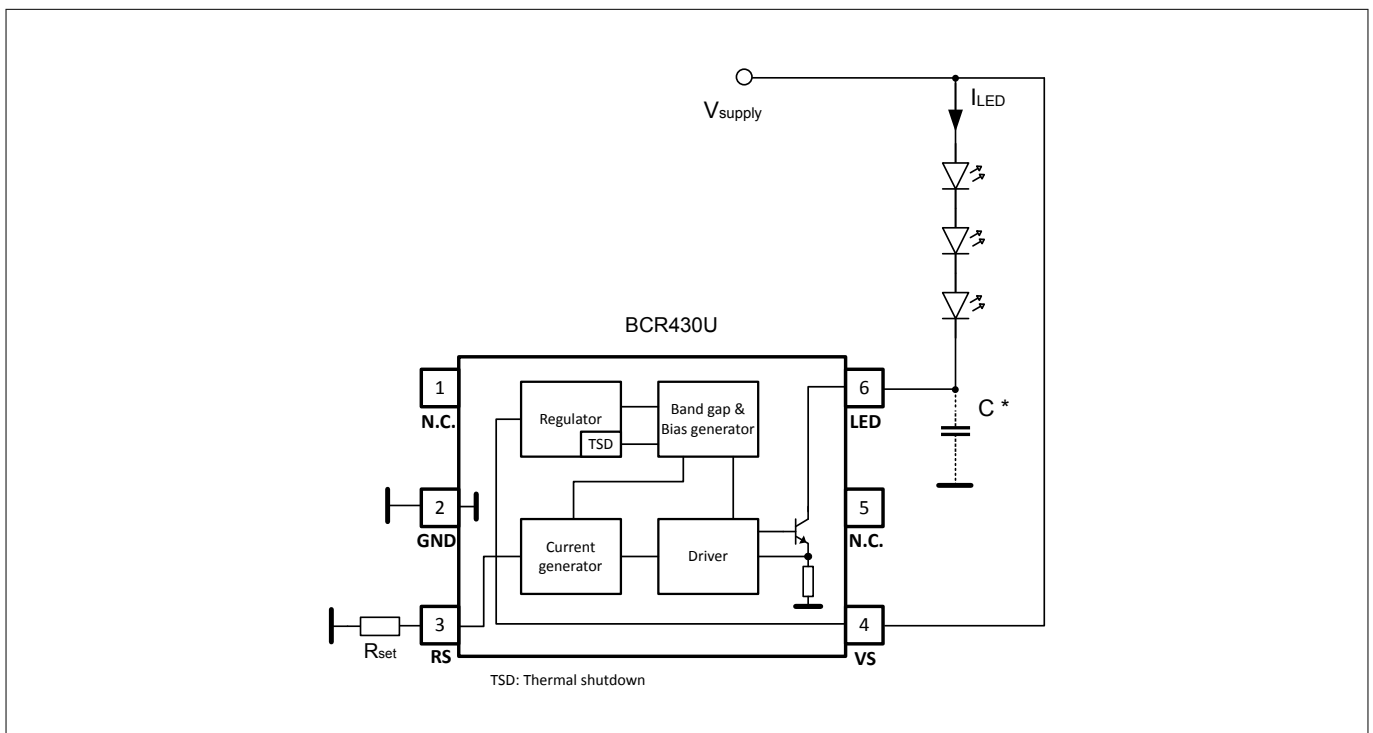 Vsupply
ILED
BCR430U
1
N.C.
Regulator
TSD
Band gap &
Bias generator
6
LED
C *
2
GND
5
N.C.
Current
generator
Driver
3
RS
Rset
4
VS
TSD: Thermal shutdown